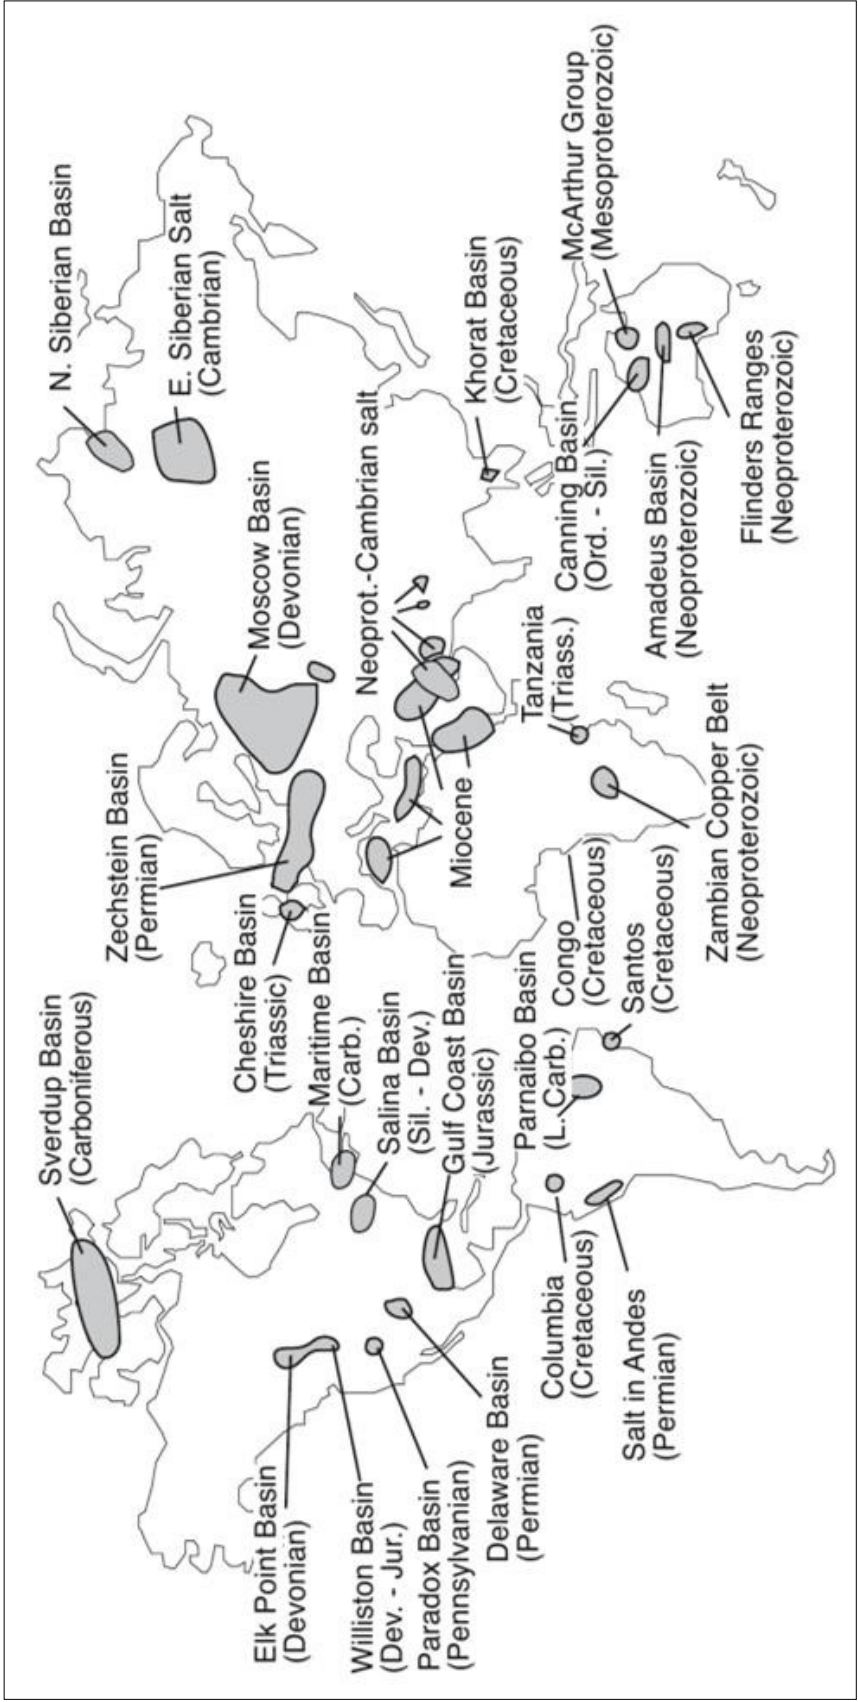 Sverdup Basin
(Carboniferous)
Zechstein Basin
(Permian)
Moscow Basin
(Devonian)
N. Siberian Basin
E. Siberian Salt
(Cambrian)
Elk Point Basin
(Devonian)
Williston Basin
(Dev. - Jur.)
Paradox Basin
(Pennsylvanian)
Delaware Basin
(Permian)
Cheshire Basin
(Triassic)
Maritime Basin
(Carb.)
Salina Basin
(Sil. - Dev.)
Gulf Coast Basin
(Jurassic)
Miocene
Neoprot.-Cambrian salt
Khorat Basin
(Cretaceous)
McArthur Group
(Mesoproterozoic)
Columbia
(Cretaceous)
Salt in Andes
(Permian)
Parnaibo Basin
(L. Carb.)
Congo
(Cretaceous)
Santos
(Cretaceous)
Tanzania
(Triass.)
Zambian Copper Belt
(Neoproterozoic)
Canning Basin
(Ord. - Sil.)
Amadeus Basin
(Neoproterozoic)
Flinders Ranges
(Neoproterozoic)